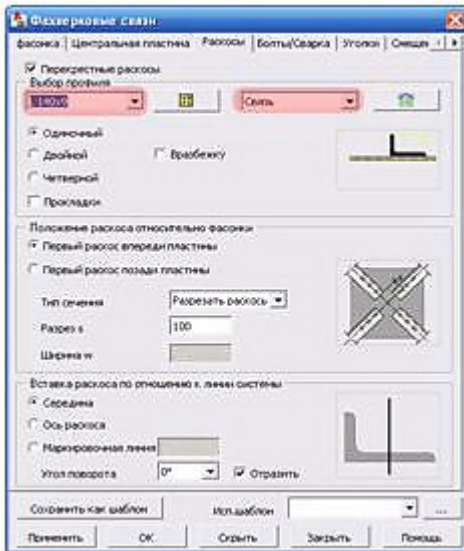 Фахверковые связи
фасонка Центральная пластина Раскосы Болты/Сварка Уголки Смещен
Перекрестные раскосы
Выбор профиля
Связь
Одиночный
Двойной Вразбежку
Четверной
Прокладки
Положение раскоса относительно фасонки
Первый раскос впереди пластины
Первый раскос позади пластины
Тип сечения Разрезать раскось
Разрез s 100
Ширина w
Вставка раскоса по отношению к линии системы
Середина
Ось раскоса
Маркировочная линия
Угол поворота 0° Отразить
Сохранить как шаблон Исп.шаблон ...
Применить ОК Скрыть Закрыть Помощь